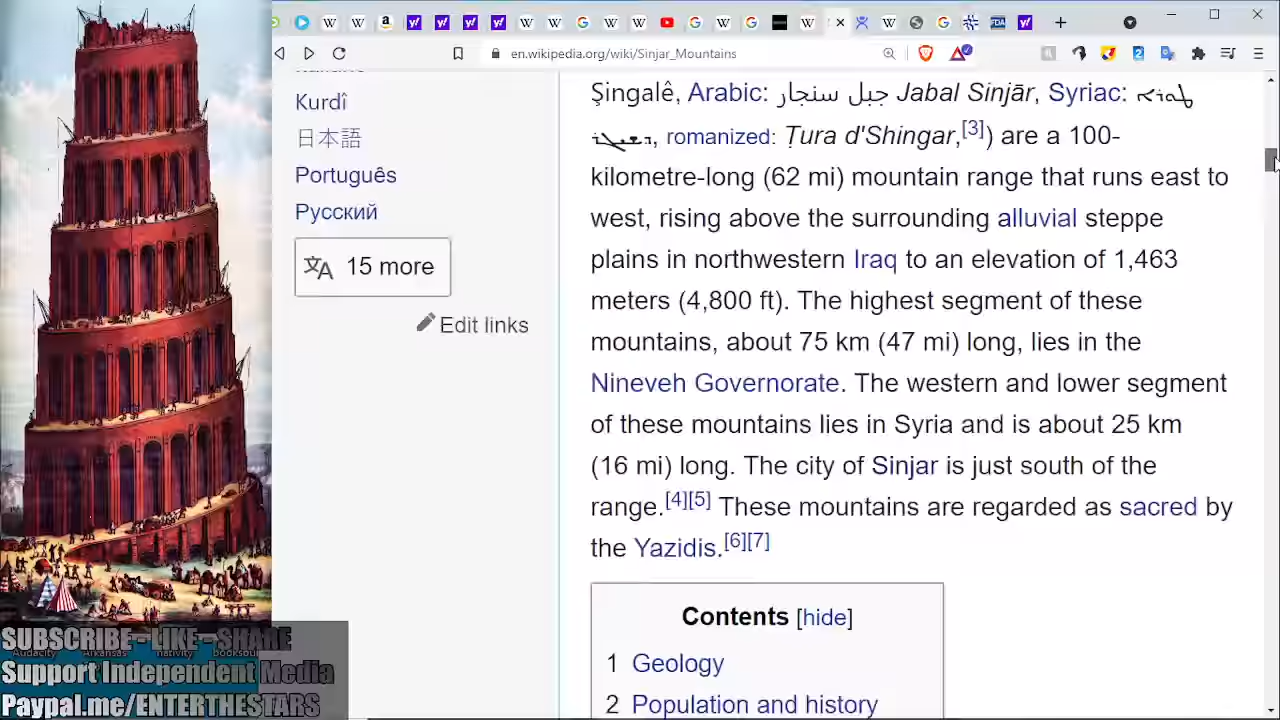 en.wikipedia.org/wiki/Sinjar_Mountains
Kurdî
日本語
Português
Русский
15 more
Edit links
Şingalê, Arabic: جبل سنجار Jabal Sinjār, Syriac: ܛܘܪܐ
ܕܫܝܓܪ, romanized: Ṭura d'Shingar,[3]) are a 100-
kilometre-long (62 mi) mountain range that runs east to
west, rising above the surrounding alluvial steppe
plains in northwestern Iraq to an elevation of 1,463
meters (4,800 ft). The highest segment of these
mountains, about 75 km (47 mi) long, lies in the
Nineveh Governorate. The western and lower segment
of these mountains lies in Syria and is about 25 km
(16 mi) long. The city of Sinjar is just south of the
range.[4][5] These mountains are regarded as sacred by
the Yazidis.[6][7]
Contents [hide]
1 Geology
2 Population and history
SUBSCRIBE - LIKE - SHARE
Audacity Arkansas nativity booksou
Support Independent Media
Paypal.me/ENTERTHESTARS